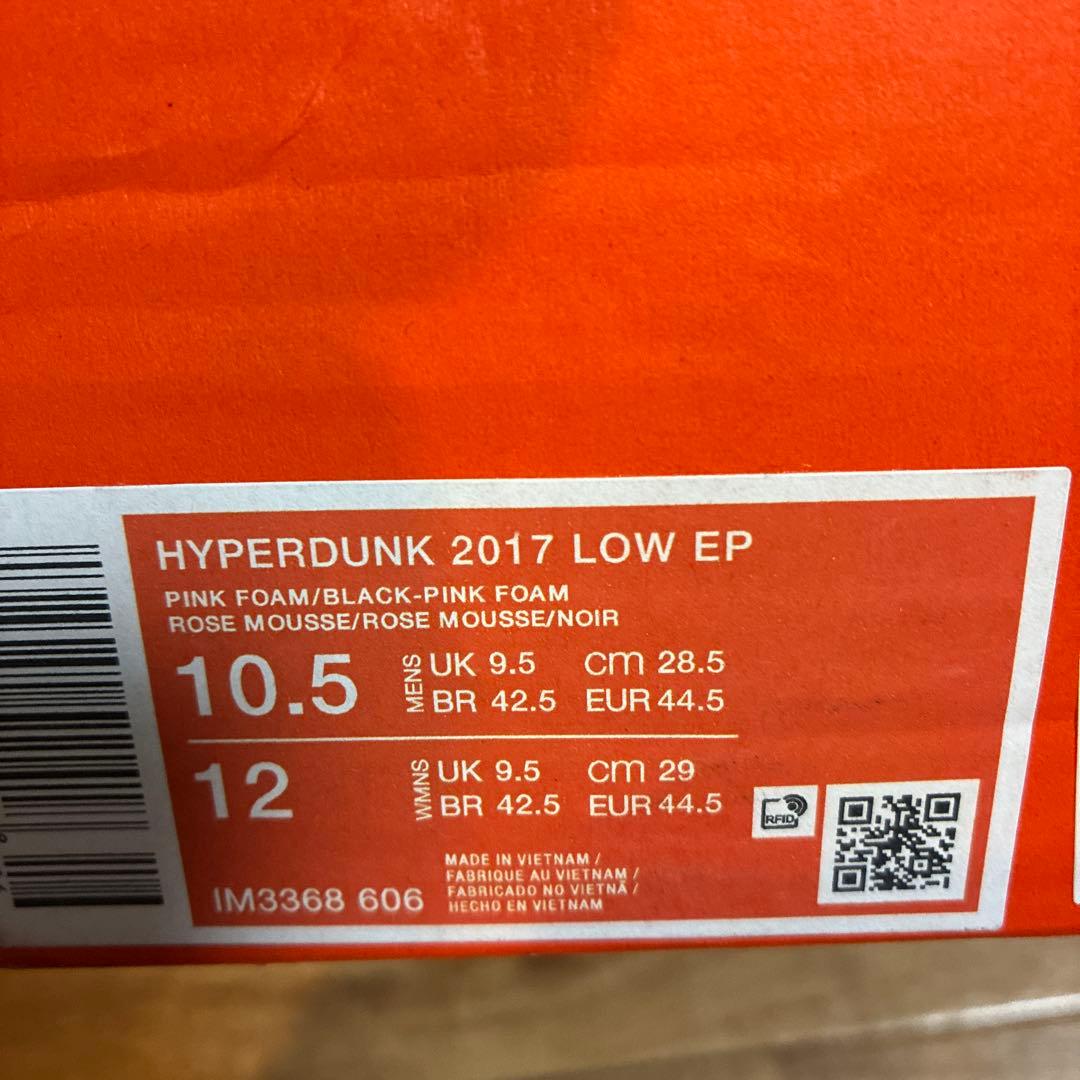 HYPERDUNK 2017 LOW EP
PINK FOAM/BLACK-PINK FOAM
ROSE MOUSSE/ROSE MOUSSE/NOIR
10.5 MENS UK 9.5 cm 28.5
BR 42.5 EUR 44.5
12 WMNS UK 9.5 cm 29
BR 42.5 EUR 44.5
RFID
MADE IN VIETNAM /
FABRIQUE AU VIETNAM /
FABRICADO NO VIETNÃ /
HECHO EN VIETNAM
IM3368 606